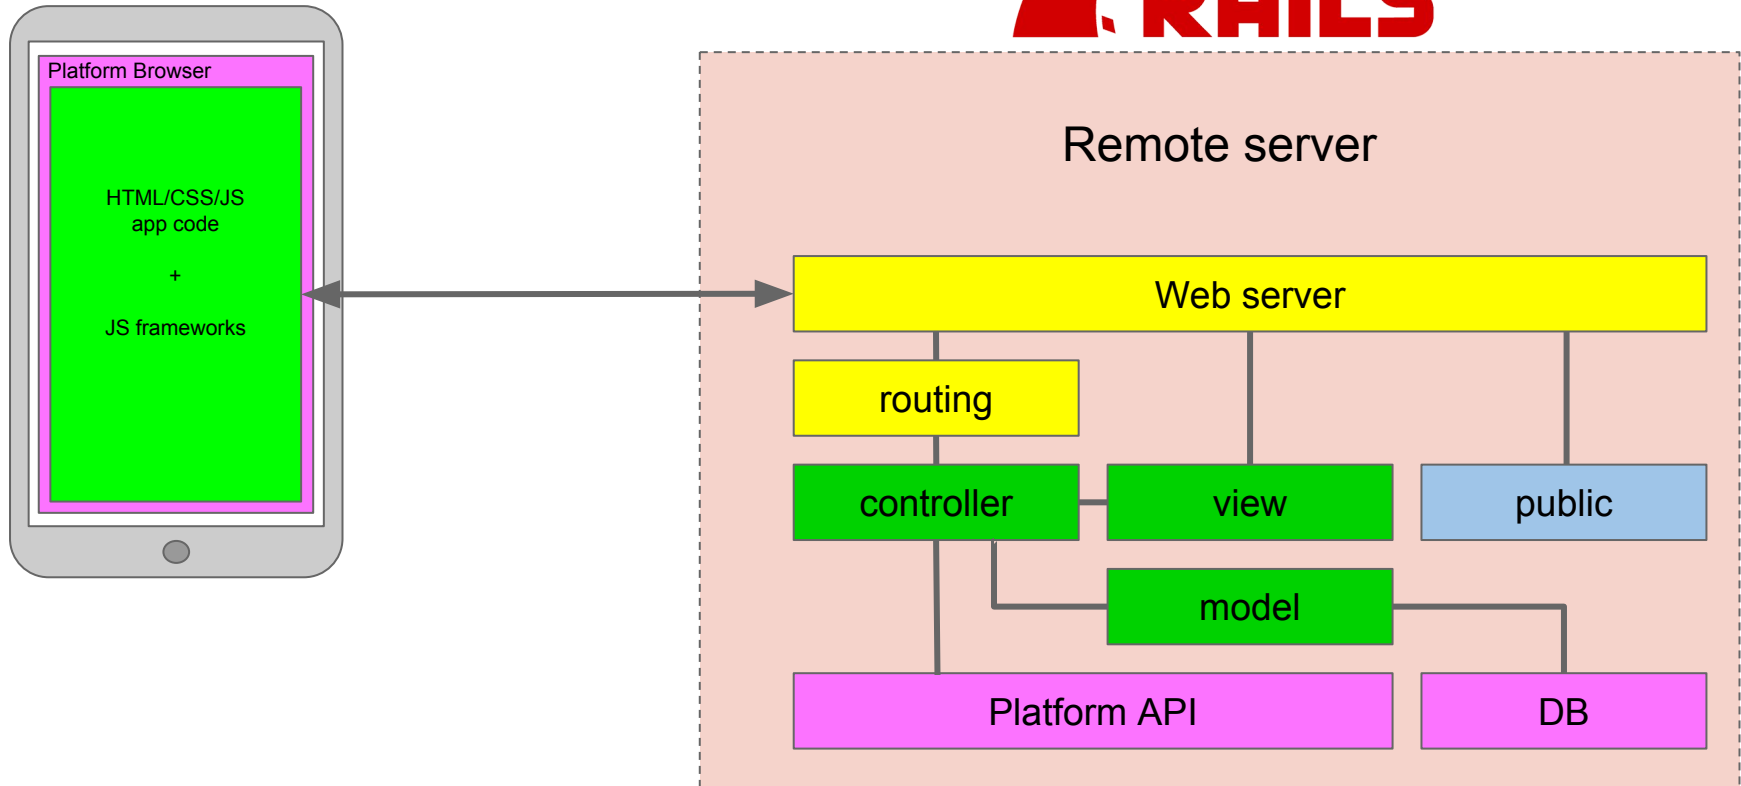 RAILS
Platform Browser
HTML/CSS/JS
app code
+
JS frameworks
Remote server
Web server
routing
controller
view
public
model
Platform API
DB